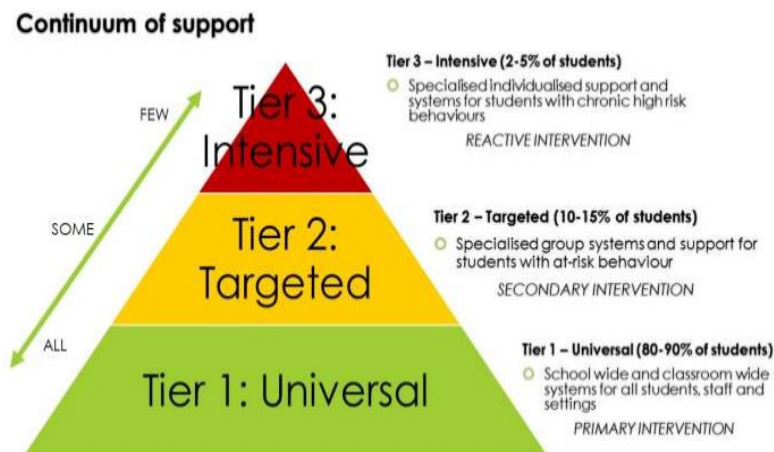 Continuum of support
Tier 3 – Intensive (2-5% of students)
Specialised individualised support and
systems for students with chronic high risk
behaviours
REACTIVE INTERVENTION
FEW
Tier 3:
Intensive
Tier 2 – Targeted (10-15% of students)
Specialised group systems and support for
students with at-risk behaviour
SECONDARY INTERVENTION
SOME
Tier 2:
Targeted
Tier 1 – Universal (80-90% of students)
School wide and classroom wide
systems for all students, staff and
settings
PRIMARY INTERVENTION
ALL
Tier 1: Universal